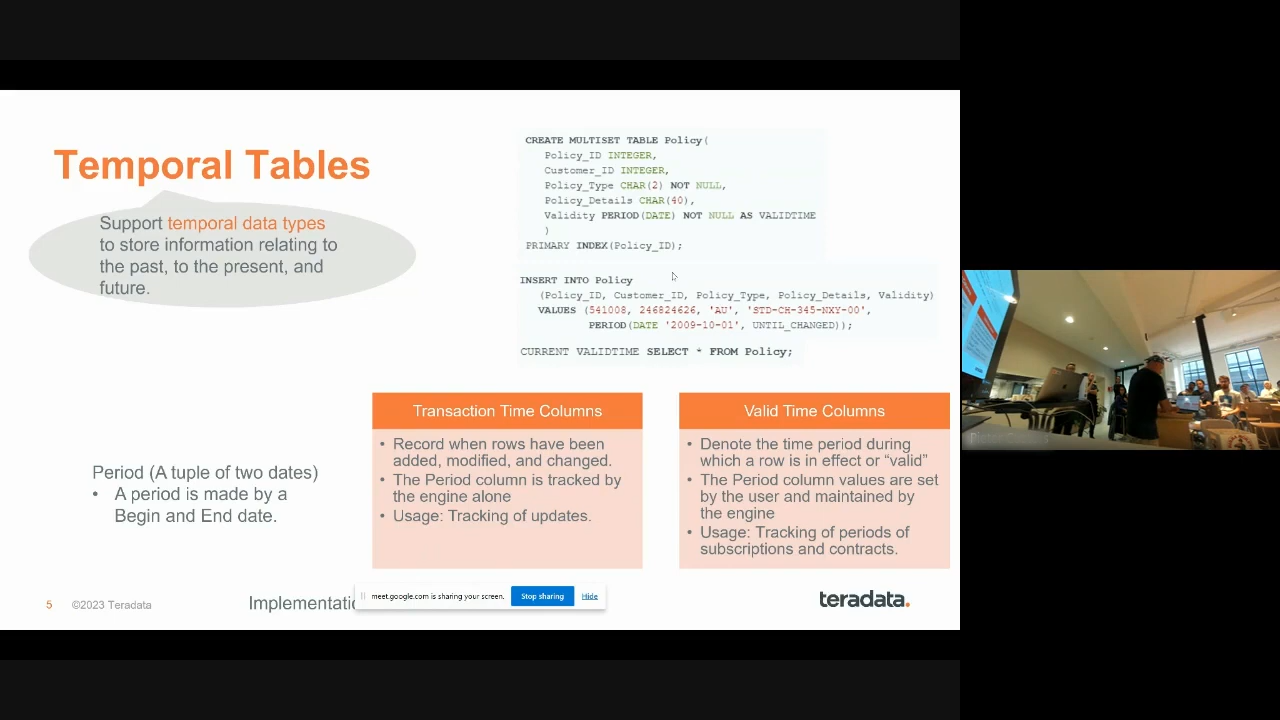 Temporal Tables
Support temporal data types
to store information relating to
the past, to the present, and
future.
CREATE MULTISET TABLE Policy(
Policy_ID INTEGER,
Customer_ID INTEGER,
Policy_Type CHAR(2) NOT NULL,
Policy_Details CHAR(40),
Validity PERIOD(DATE) NOT NULL AS VALIDTIME
)
PRIMARY INDEX(Policy_ID);
INSERT INTO Policy
(Policy_ID, Customer_ID, Policy_Type, Policy_Details, Validity)
VALUES (541008, 246824626, 'AU', 'STD-CH-345-NXY-00',
PERIOD(DATE '2009-10-01', UNTIL_CHANGED));
CURRENT VALIDTIME SELECT * FROM Policy;
Period (A tuple of two dates)
• A period is made by a
Begin and End date.
Transaction Time Columns
• Record when rows have been
added, modified, and changed.
• The Period column is tracked by
the engine alone
• Usage: Tracking of updates.
Valid Time Columns
• Denote the time period during
which a row is in effect or “valid”
• The Period column values are set
by the user and maintained by
the engine
• Usage: Tracking of periods of
subscriptions and contracts.
5 ©2023 Teradata
meet.google.com is sharing your screen. Stop sharing Hide
teradata.